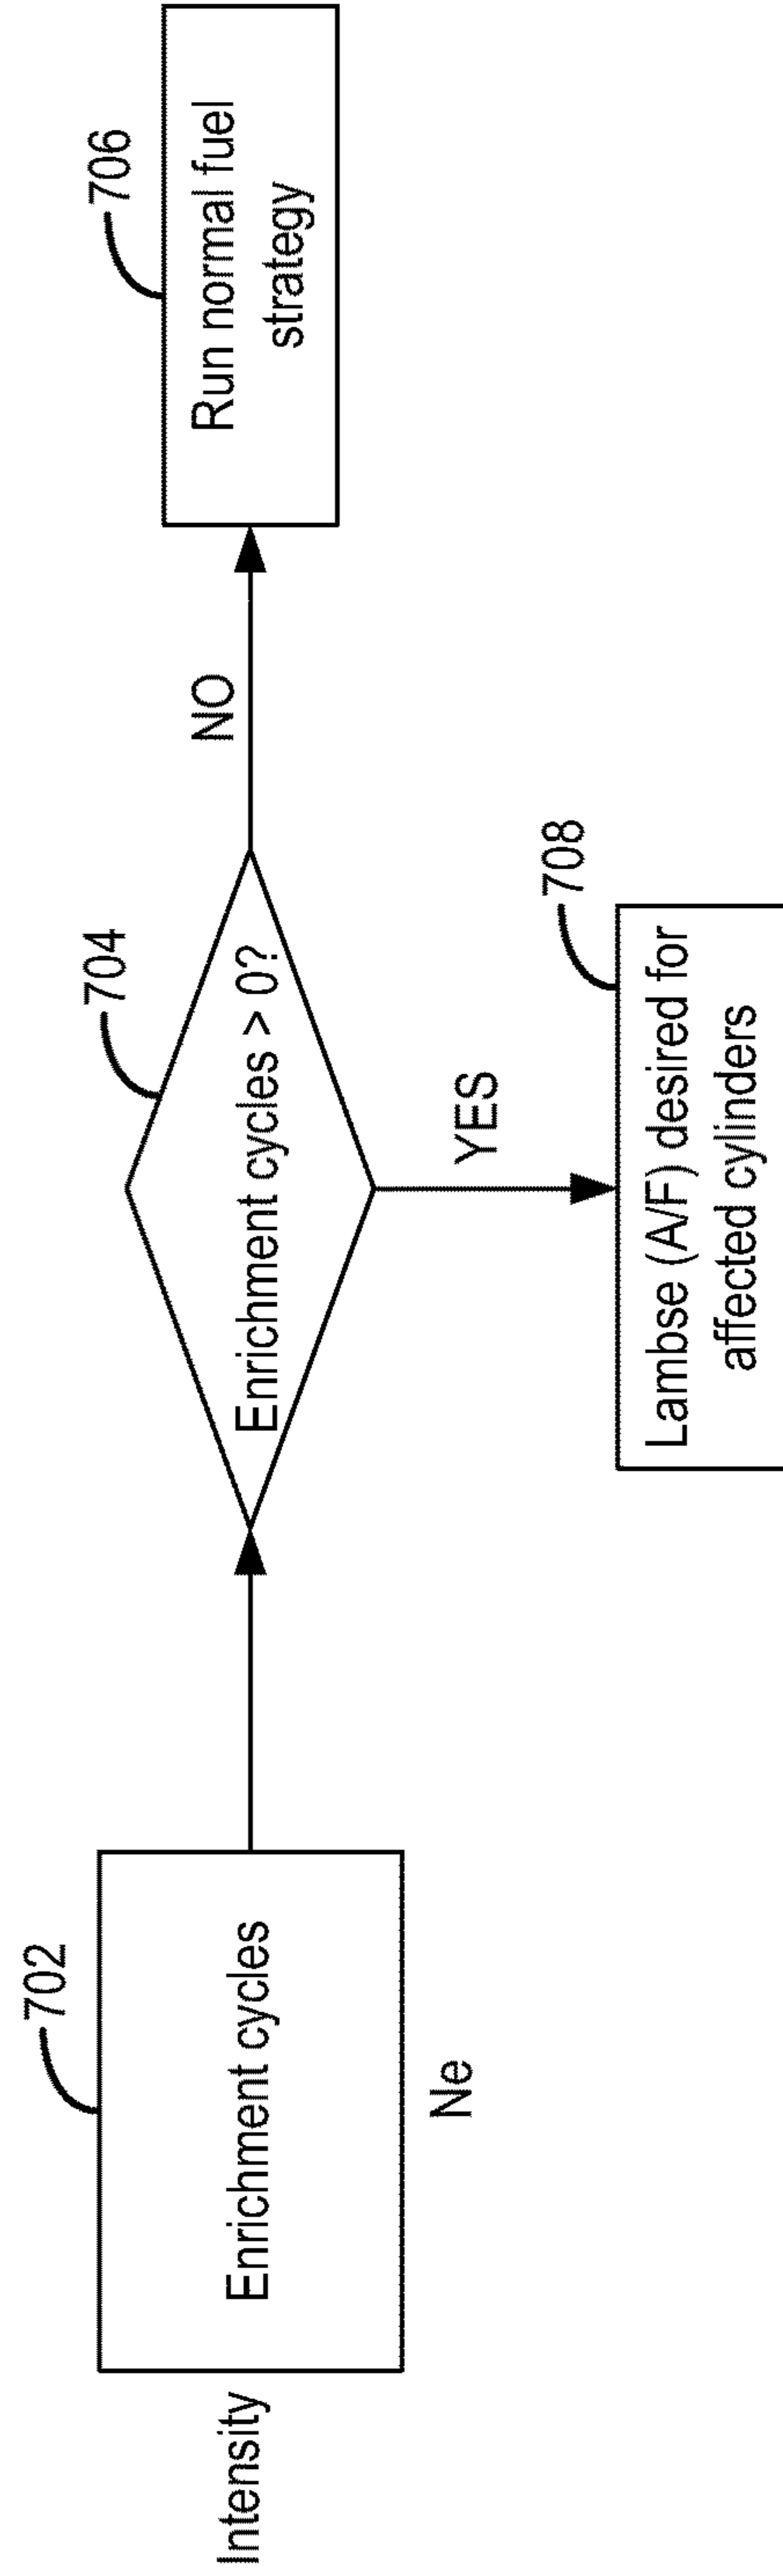 702
Intensity
Enrichment cycles
Ne
704
Enrichment cycles > 0?
NO
706
Run normal fuel
strategy
YES
708
Lambse (A/F) desired for
affected cylinders